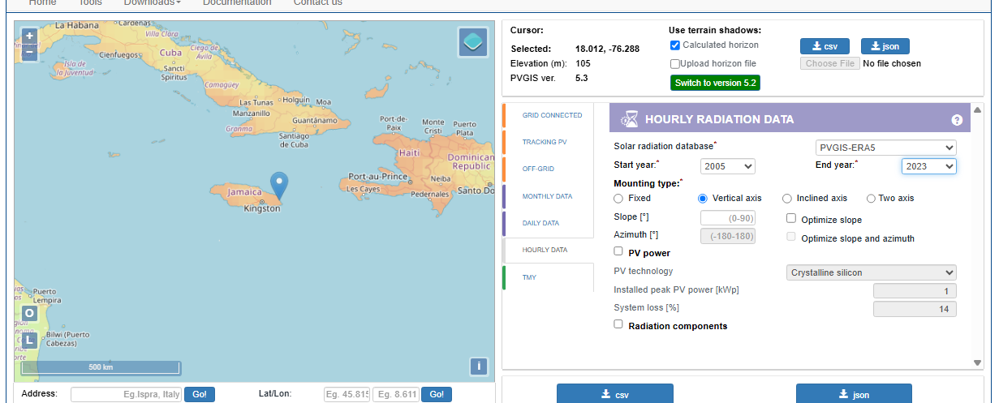 Home Tools Downloads Documentation Contact us
+
−
La Habana
Cardenas
Villa Clara
Cienfuegos
Cuba
Ciego de
Ávila
Isla de
la Juventud
Sancti
Spíritus
Camagüey
Las Tunas
Holguín
Moa
Manzanillo
Guantánamo
Granma
Santiago
de Cuba
Port-de-
Paix
Monte
Cristi
Puerto
Plata
Haïti
Dominican
Republic
Port-au-Prince
Neiba
Les Cayes
Pedernales
Santo Do
Jamaica
Kingston
Puerto
Lempira
Bilwi (Puerto
Cabezas)
O
L
500 km
i
Address: Eg.Ispra, Italy Go! Lat/Lon: Eg. 45.815 Eg. 8.611 Go!
Cursor:
Selected: 18.012, -76.288
Elevation (m): 105
PVGIS ver. 5.3
Use terrain shadows:
Calculated horizon
csv json
Upload horizon file
Choose File No file chosen
Switch to version 5.2
GRID CONNECTED
TRACKING PV
OFF-GRID
MONTHLY DATA
DAILY DATA
HOURLY DATA
TMY
HOURLY RADIATION DATA ?
Solar radiation database* PVGIS-ERA5
Start year:* 2005 End year:* 2023
Mounting type:*
Fixed Vertical axis Inclined axis Two axis
Slope [°] (0-90) Optimize slope
Azimuth [°] (-180-180) Optimize slope and azimuth
PV power
PV technology Crystalline silicon
Installed peak PV power [kWp] 1
System loss [%] 14
Radiation components
csv json